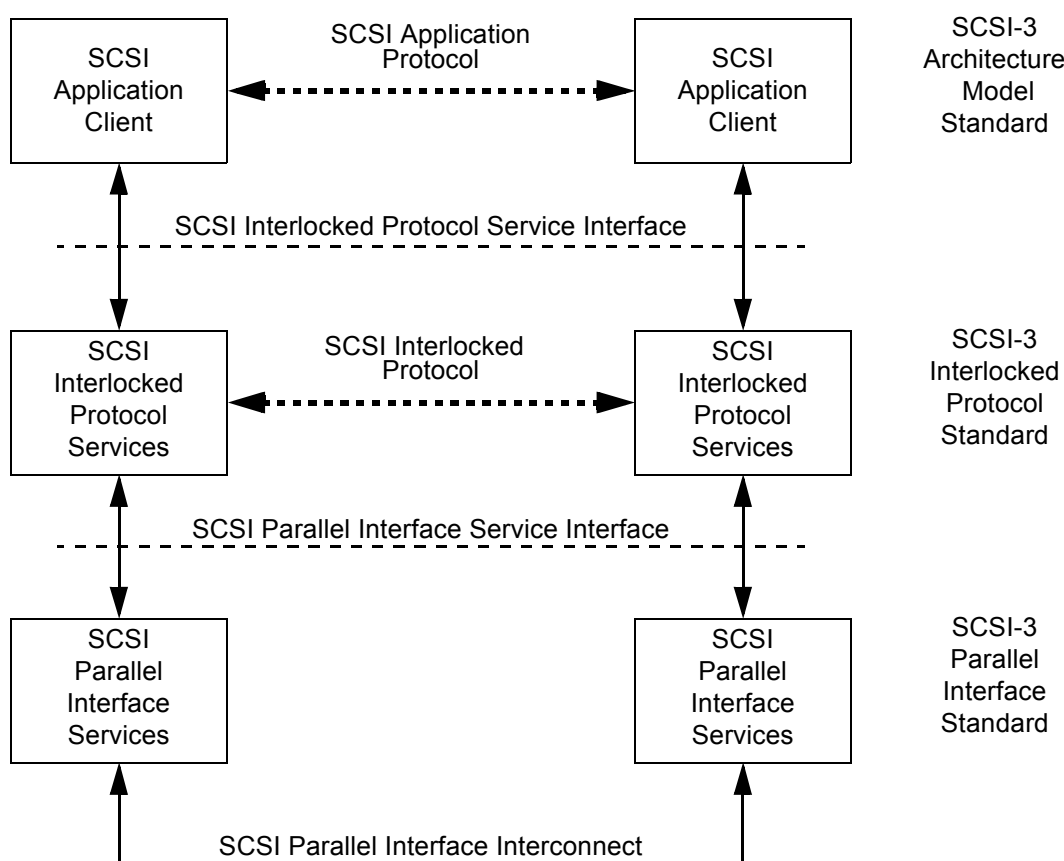 SCSI
Application
Client
SCSI Application
Protocol
SCSI
Application
Client
SCSI-3
Architecture
Model
Standard
SCSI Interlocked Protocol Service Interface
SCSI
Interlocked
Protocol
Services
SCSI Interlocked
Protocol
SCSI
Interlocked
Protocol
Services
SCSI-3
Interlocked
Protocol
Standard
SCSI Parallel Interface Service Interface
SCSI
Parallel
Interface
Services
SCSI
Parallel
Interface
Services
SCSI-3
Parallel
Interface
Standard
SCSI Parallel Interface Interconnect